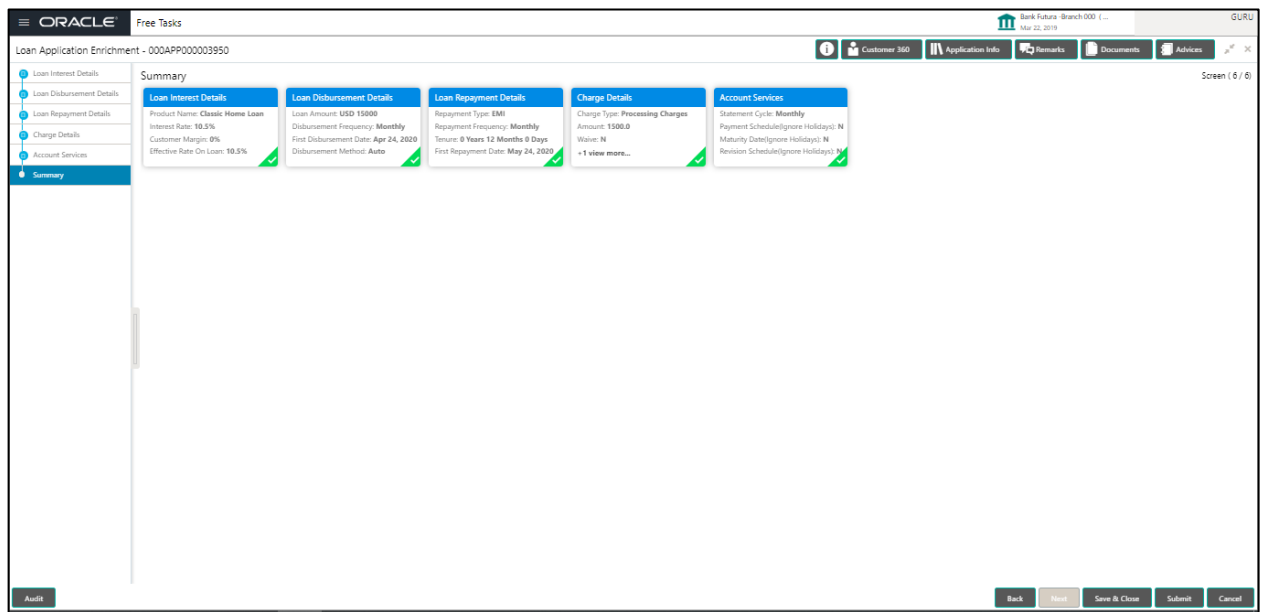 ORACLE
Free Tasks
Bank Futura -Branch 000 ( ...
Mar 22, 2019
GURU
Loan Application Enrichment - 000APP000003950
i
Customer 360
Application Info
Remarks
Documents
Advices
Loan Interest Details
Loan Disbursement Details
Loan Repayment Details
Charge Details
Account Services
Summary
Summary
Screen ( 6 / 6)
Loan Interest Details
Product Name: Classic Home Loan
Interest Rate: 10.5%
Customer Margin: 0%
Effective Rate On Loan: 10.5%
Loan Disbursement Details
Loan Amount: USD 15000
Disbursement Frequency: Monthly
First Disbursement Date: Apr 24, 2020
Disbursement Method: Auto
Loan Repayment Details
Repayment Type: EMI
Repayment Frequency: Monthly
Tenure: 0 Years 12 Months 0 Days
First Repayment Date: May 24, 2020
Charge Details
Charge Type: Processing Charges
Amount: 1500.0
Waive: N
+1 view more...
Account Services
Statement Cycle: Monthly
Payment Schedule(Ignore Holidays): N
Maturity Date(Ignore Holidays): N
Revision Schedule(Ignore Holidays): N
Audit
Back
Next
Save & Close
Submit
Cancel